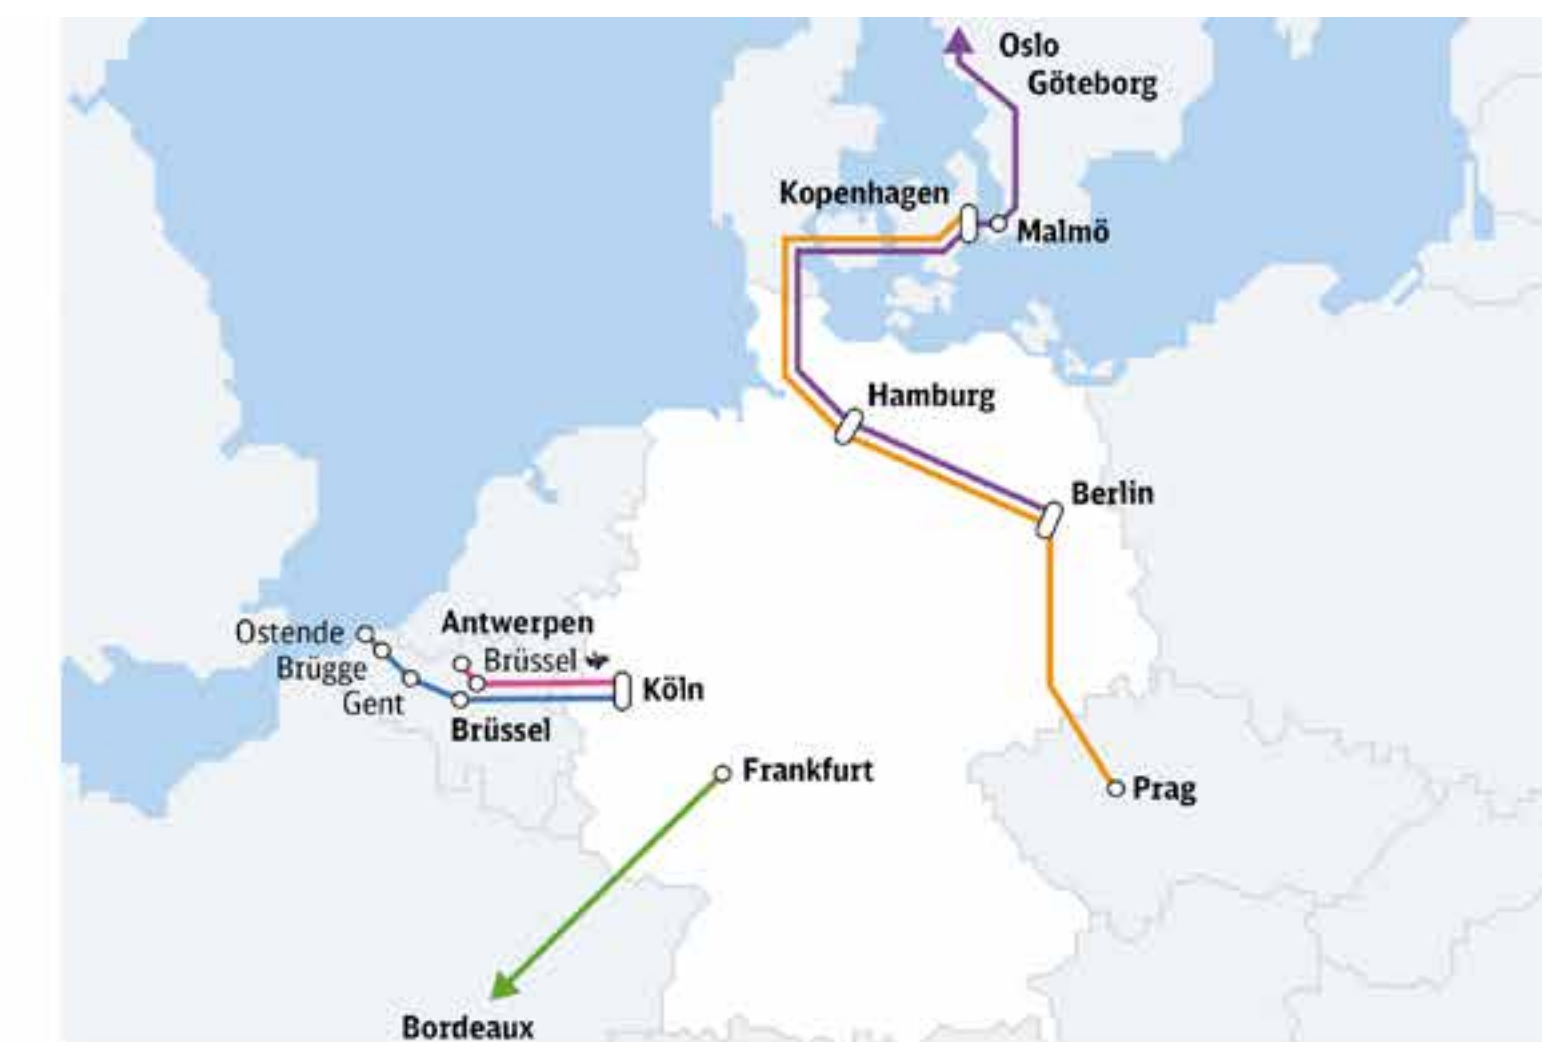 Oslo
Göteborg
Kopenhagen
Malmö
Hamburg
Berlin
Ostende
Antwerpen
Brügge
Brüssel
Gent
Köln
Brüssel
Frankfurt
Prag
Bordeaux